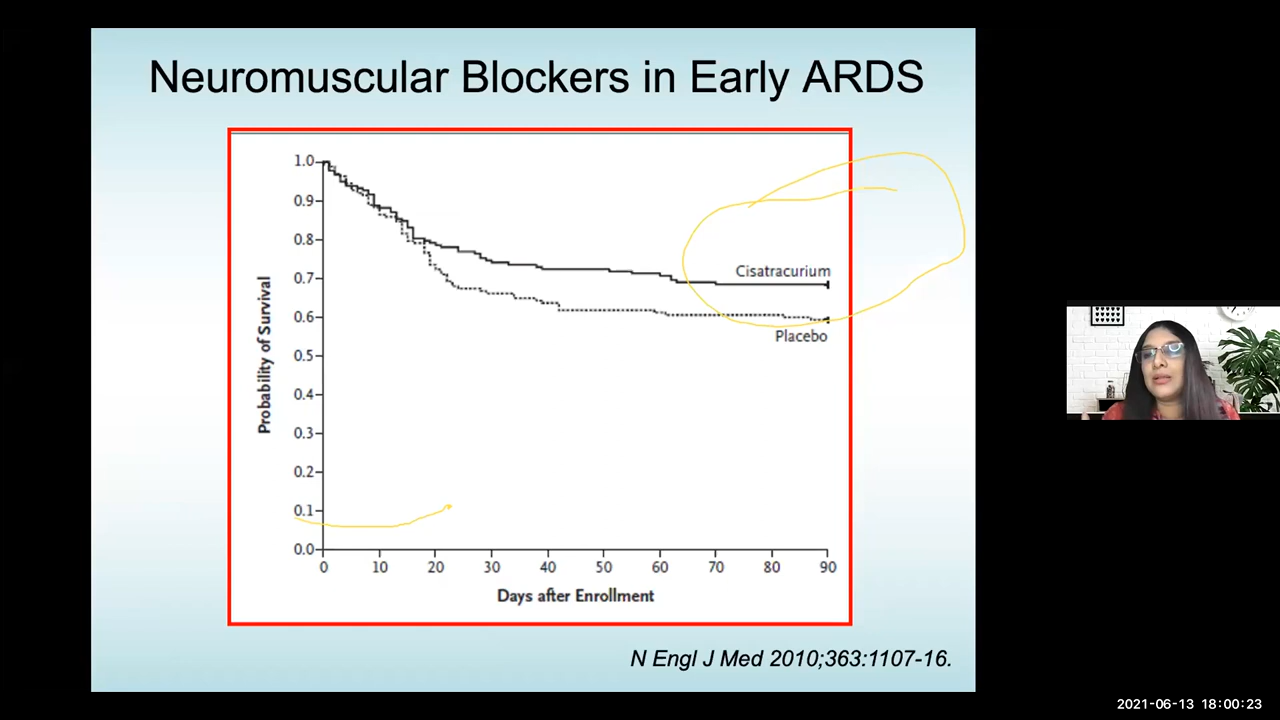 Neuromuscular Blockers in Early ARDS
1.0
0.9
0.8
0.7
0.6
0.5
0.4
0.3
0.2
0.1
0.0
Probability of Survival
Cisatracurium
Placebo
0 10 20 30 40 50 60 70 80 90
Days after Enrollment
N Engl J Med 2010;363:1107-16.
2021-06-13 18:00:23